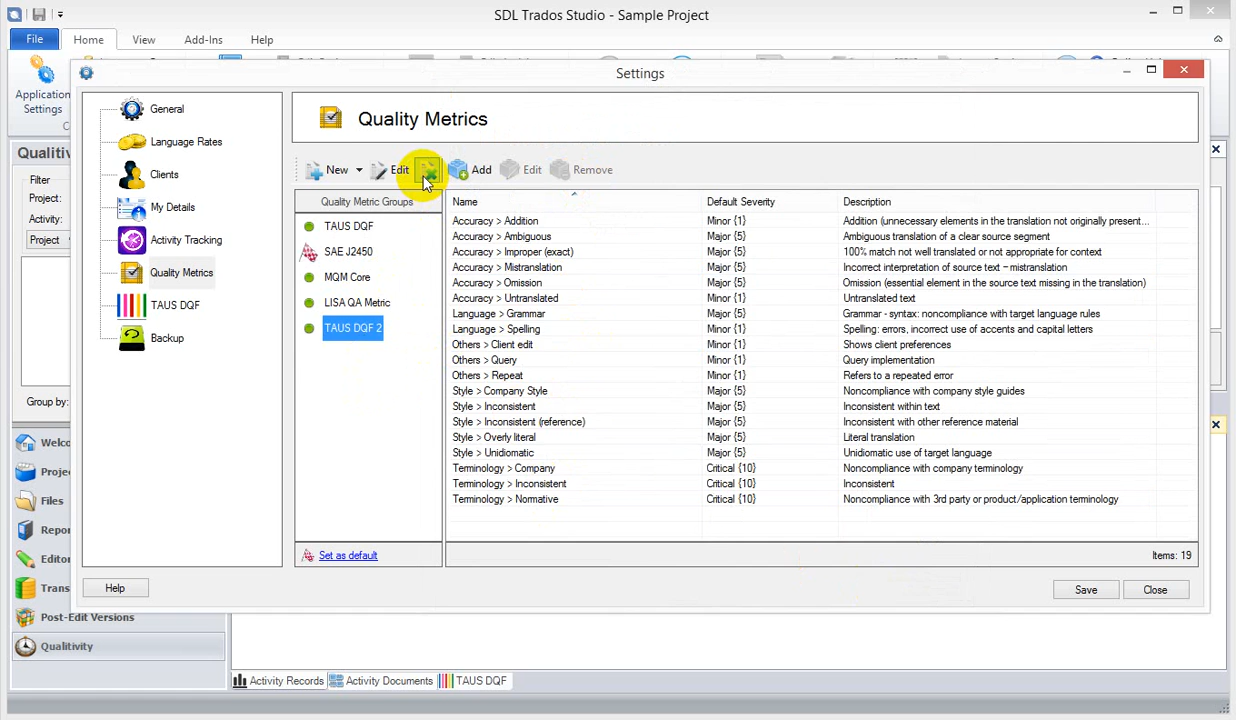 SDL Trados Studio - Sample Project
File Home View Add-Ins Help
Settings
Application
Settings
General
Language Rates
Clients
My Details
Activity Tracking
Quality Metrics
TAUS DQF
Backup
Quality Metrics
New Edit Add Edit Remove
Quality Metric Groups
TAUS DQF
SAE J2450
MQM Core
LISA QA Metric
TAUS DQF 2
Set as default
Name Default Severity Description
Accuracy > Addition Minor {1} Addition (unnecessary elements in the translation not originally present...
Accuracy > Ambiguous Major {5} Ambiguous translation of a clear source segment
Accuracy > Improper (exact) Major {5} 100% match not well translated or not appropriate for context
Accuracy > Mistranslation Major {5} Incorrect interpretation of source text – mistranslation
Accuracy > Omission Major {5} Omission (essential element in the source text missing in the translation)
Accuracy > Untranslated Minor {1} Untranslated text
Language > Grammar Major {5} Grammar - syntax: noncompliance with target language rules
Language > Spelling Minor {1} Spelling: errors, incorrect use of accents and capital letters
Others > Client edit Minor {1} Shows client preferences
Others > Query Minor {1} Query implementation
Others > Repeat Minor {1} Refers to a repeated error
Style > Company Style Major {5} Noncompliance with company style guides
Style > Inconsistent Major {5} Inconsistent within text
Style > Inconsistent (reference) Major {5} Inconsistent with other reference material
Style > Overly literal Major {5} Literal translation
Style > Unidiomatic Major {5} Unidiomatic use of target language
Terminology > Company Critical {10} Noncompliance with company terminology
Terminology > Inconsistent Critical {10} Inconsistent
Terminology > Normative Critical {10} Noncompliance with 3rd party or product/application terminology
Items: 19
Help Save Close
Qualitiv
Filter
Project:
Activity:
Project
Group by:
Welco
Proje
Files
Repor
Editor
Trans
Post-Edit Versions
Qualitivity
Activity Records Activity Documents TAUS DQF